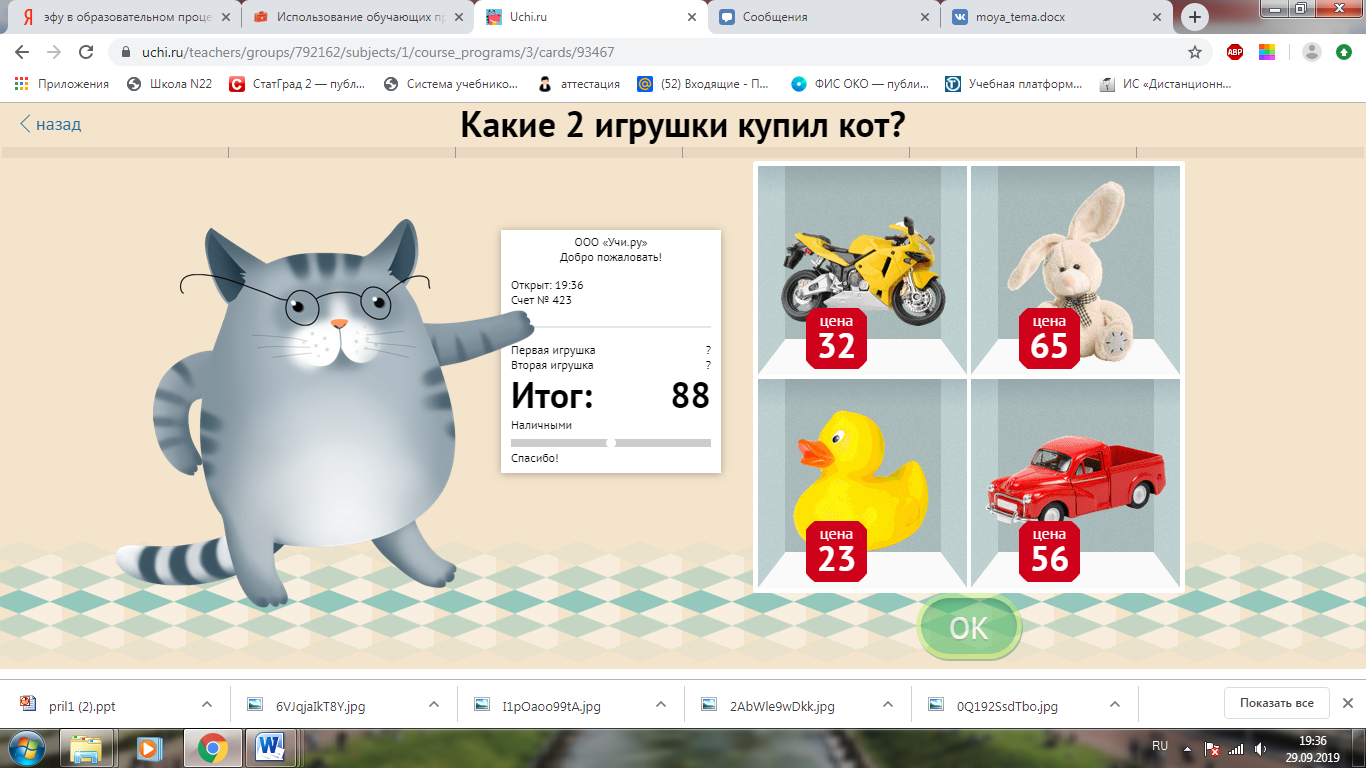 эфу в образовательном проце
Использование обучающих пр
Uchi.ru
Сообщения
moya_tema.docx
uchi.ru/teachers/groups/792162/subjects/1/course_programs/3/cards/93467
ABP
Приложения
Школа N22
СтатГрад 2 — публ...
Система учебнико...
аттестация
(52) Входящие - П...
ФИС ОКО — публи...
Учебная платформ...
ИС «Дистанционн...
назад
Какие 2 игрушки купил кот?
ООО «Учи.ру»
Добро пожаловать!
Открыт: 19:36
Счет № 423
Первая игрушка ?
Вторая игрушка ?
Итог: 88
Наличными
Спасибо!
цена
32
цена
65
цена
23
цена
56
OK
pril1 (2).ppt
6VJqjaIkT8Y.jpg
I1pOaoo99tA.jpg
2AbWle9wDkk.jpg
0Q192SsdTbo.jpg
Показать все
RU
19:36
29.09.2019